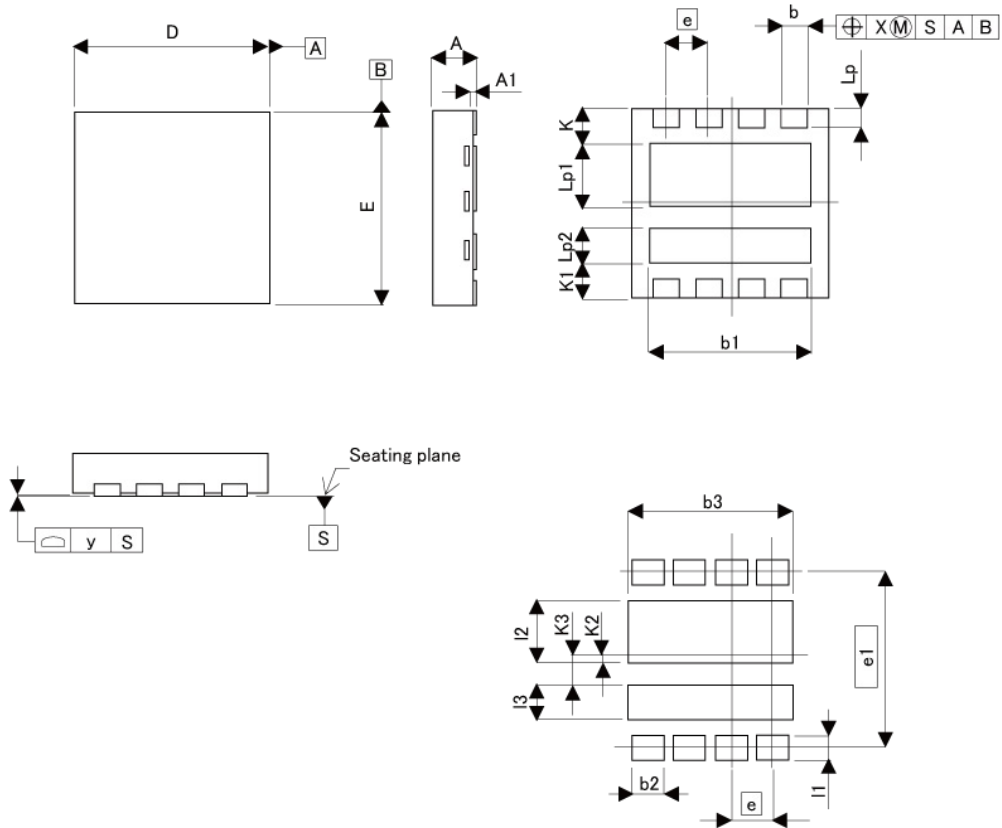 D
A
B
E
A
A1
e
b
⌖ X Ⓜ S A B
Lp
K
Lp1
Lp2
K1
b1
Seating plane
⌓ y S
S
b3
l2
K3
K2
e1
l3
b2
e
l1